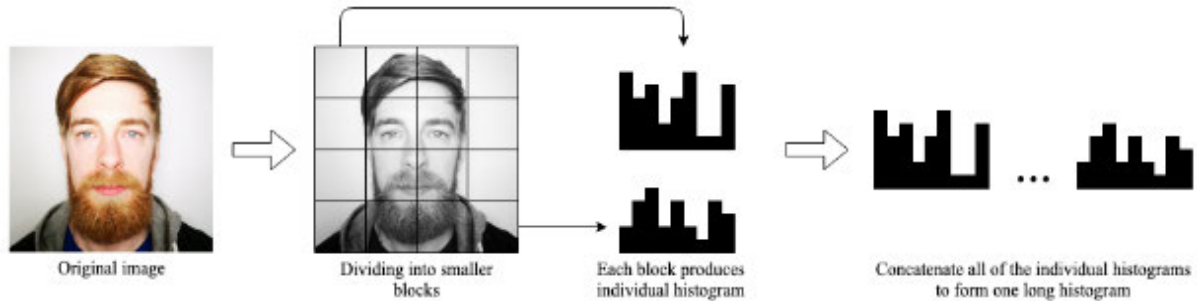 Original image
Dividing into smaller
blocks
Each block produces
individual histogram
Concatenate all of the individual histograms
to form one long histogram